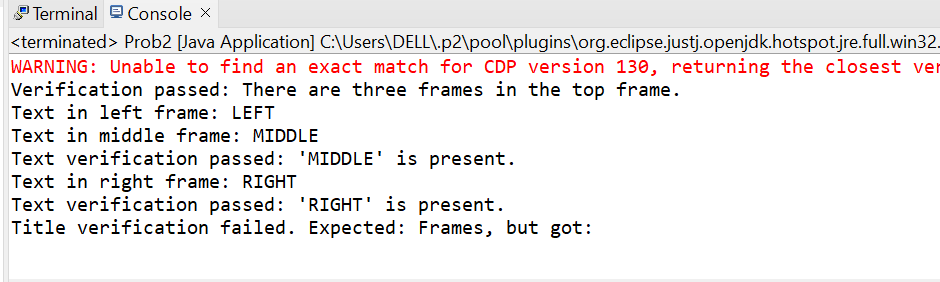 Terminal Console ×
<terminated> Prob2 [Java Application] C:\Users\DELL\.p2\pool\plugins\org.eclipse.justj.openjdk.hotspot.jre.full.win32.
WARNING: Unable to find an exact match for CDP version 130, returning the closest ver
Verification passed: There are three frames in the top frame.
Text in left frame: LEFT
Text in middle frame: MIDDLE
Text verification passed: 'MIDDLE' is present.
Text in right frame: RIGHT
Text verification passed: 'RIGHT' is present.
Title verification failed. Expected: Frames, but got: